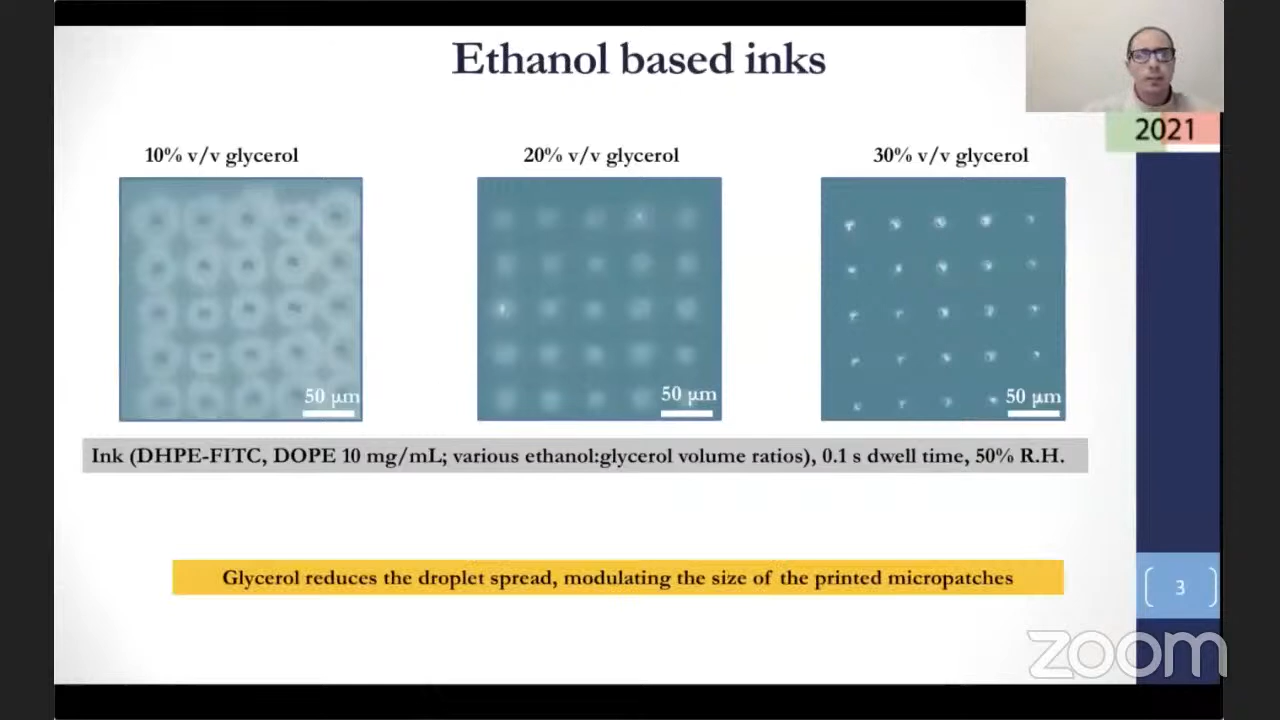 Ethanol based inks
2021
10% v/v glycerol
20% v/v glycerol
30% v/v glycerol
50 μm
50 μm
50 μm
Ink (DHPE-FITC, DOPE 10 mg/mL; various ethanol:glycerol volume ratios), 0.1 s dwell time, 50% R.H.
Glycerol reduces the droplet spread, modulating the size of the printed micropatches
3
zoom